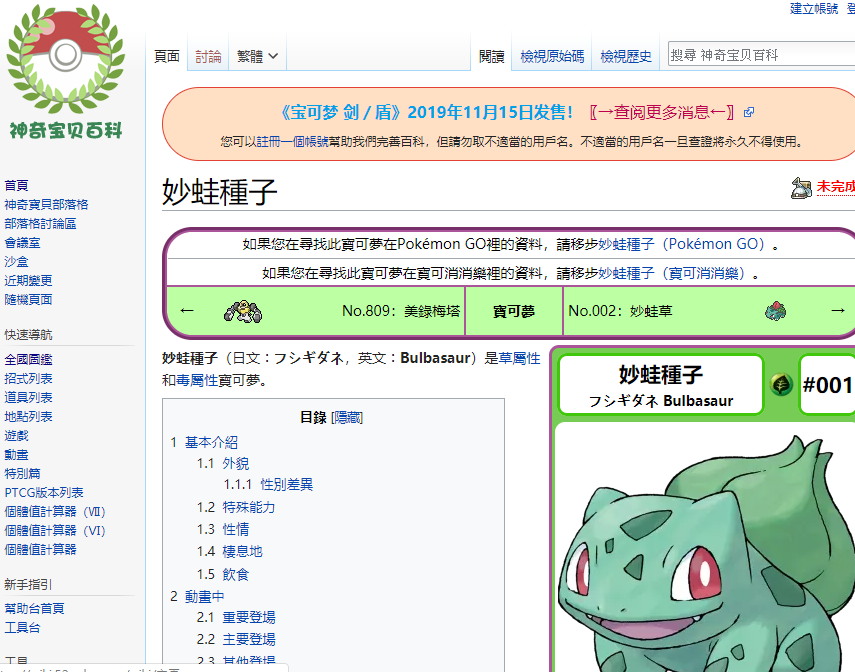 建立帳號
神奇宝贝百科
頁面 討論 繁體 閱讀 檢視原始碼 檢視歷史 搜尋 神奇宝贝百科
《宝可梦 剑／盾》2019年11月15日发售！〖→查阅更多消息←〗
您可以註冊一個帳號幫助我們完善百科，但請勿取不適當的用戶名。不適當的用戶名一旦查證將永久不得使用。
妙蛙種子
未完成
如果您在尋找此寶可夢在Pokémon GO裡的資料，請移步妙蛙種子（Pokémon GO）。
如果您在尋找此寶可夢在寶可消消樂裡的資料，請移步妙蛙種子（寶可消消樂）。
← No.809：美錄梅塔 寶可夢 No.002：妙蛙草 →
妙蛙種子（日文：フシギダネ，英文：Bulbasaur）是草屬性
和毒屬性寶可夢。
目錄 [隱藏]
1 基本介紹
1.1 外貌
1.1.1 性別差異
1.2 特殊能力
1.3 性情
1.4 棲息地
1.5 飲食
2 動畫中
2.1 重要登場
2.2 主要登場
2.3 其他登場
妙蛙種子
フシギダネ Bulbasaur
#001
首頁
神奇寶貝部落格
部落格討論區
會議室
沙盒
近期變更
隨機頁面
快速導航
全國圖鑑
招式列表
道具列表
地點列表
遊戲
動畫
特別篇
PTCG版本列表
個體值計算器（Ⅶ）
個體值計算器（Ⅵ）
個體值計算器
新手指引
幫助台首頁
工具台
工具